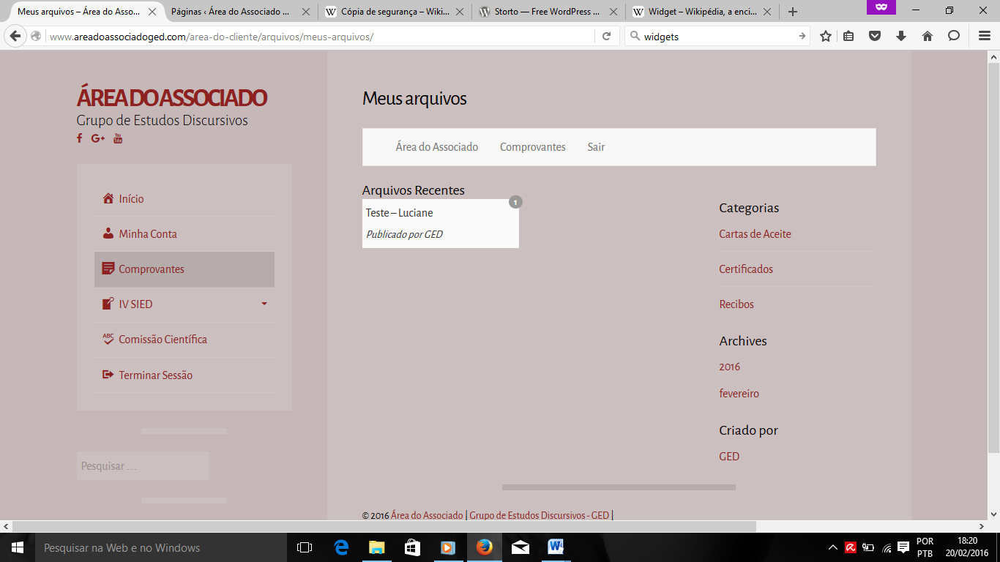 Meus arquivos – Área do Asso...
Páginas ‹ Área do Associado ...
Cópia de segurança – Wiki...
Storto — Free WordPress ...
Widget – Wikipédia, a enci...
www.areadoassociadoged.com/area-do-cliente/arquivos/meus-arquivos/
widgets
ÁREA DO ASSOCIADO
Grupo de Estudos Discursivos
Início
Minha Conta
Comprovantes
IV SIED
ABC
Comissão Científica
Terminar Sessão
Pesquisar …
Meus arquivos
Área do Associado Comprovantes Sair
Arquivos Recentes
1
Teste – Luciane
Publicado por GED
Categorias
Cartas de Aceite
Certificados
Recibos
Archives
2016
fevereiro
Criado por
GED
© 2016 Área do Associado | Grupo de Estudos Discursivos - GED |
Pesquisar na Web e no Windows
POR
PTB
18:20
20/02/2016